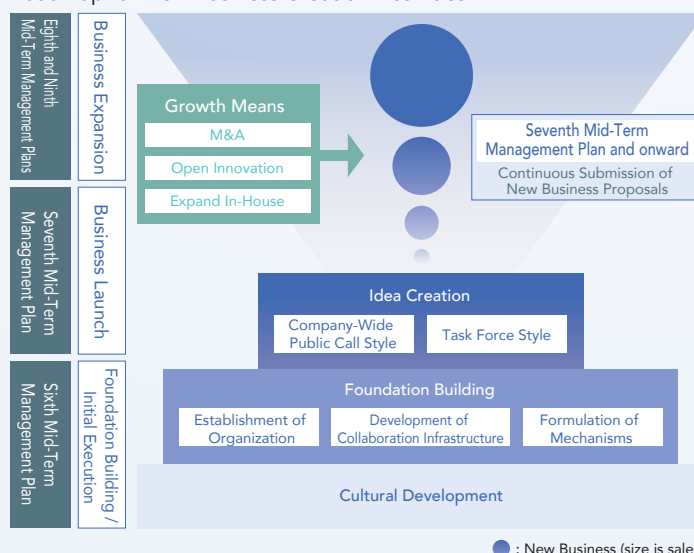 Eighth and Ninth
Mid-Term Management Plans
Business Expansion
Growth Means
M&A
Open Innovation
Expand In-House
Seventh Mid-Term
Management Plan and onward
Continuous Submission of
New Business Proposals
Seventh Mid-Term
Management Plan
Business Launch
Idea Creation
Company-Wide
Public Call Style
Task Force Style
Sixth Mid-Term
Management Plan
Foundation Building /
Initial Execution
Foundation Building
Establishment of
Organization
Development of
Collaboration Infrastructure
Formulation of
Mechanisms
Cultural Development
: New Business (size is sale